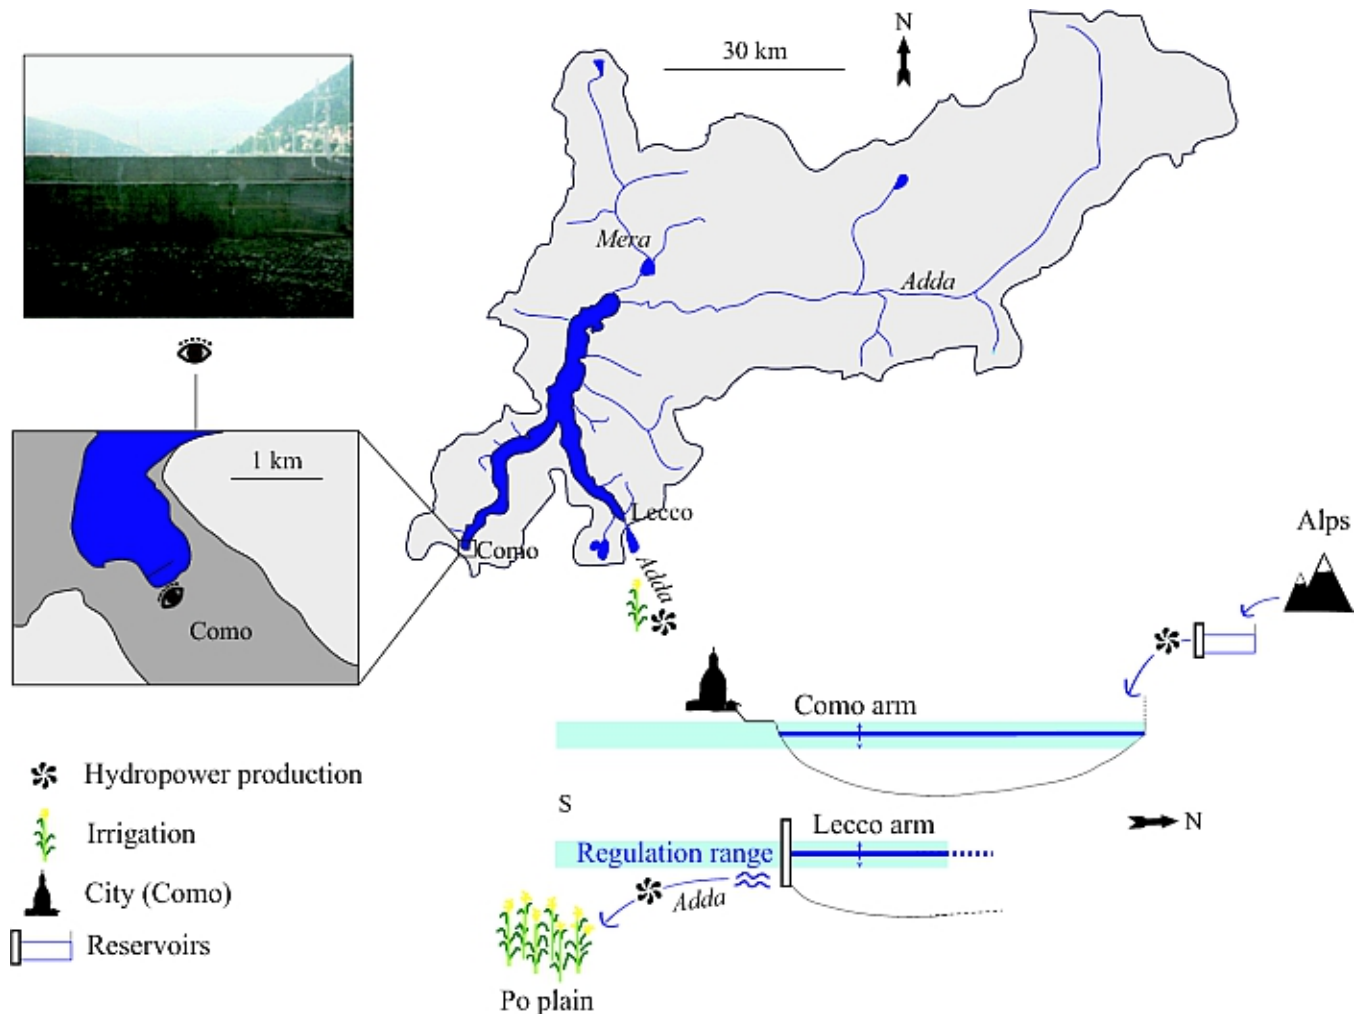 N
30 km
Mera
Adda
1 km
Lecco
Como
Adda
Como
Alps
Como arm
Hydropower production
Irrigation
City (Como)
Reservoirs
S
N
Lecco arm
Regulation range
Adda
Po plain